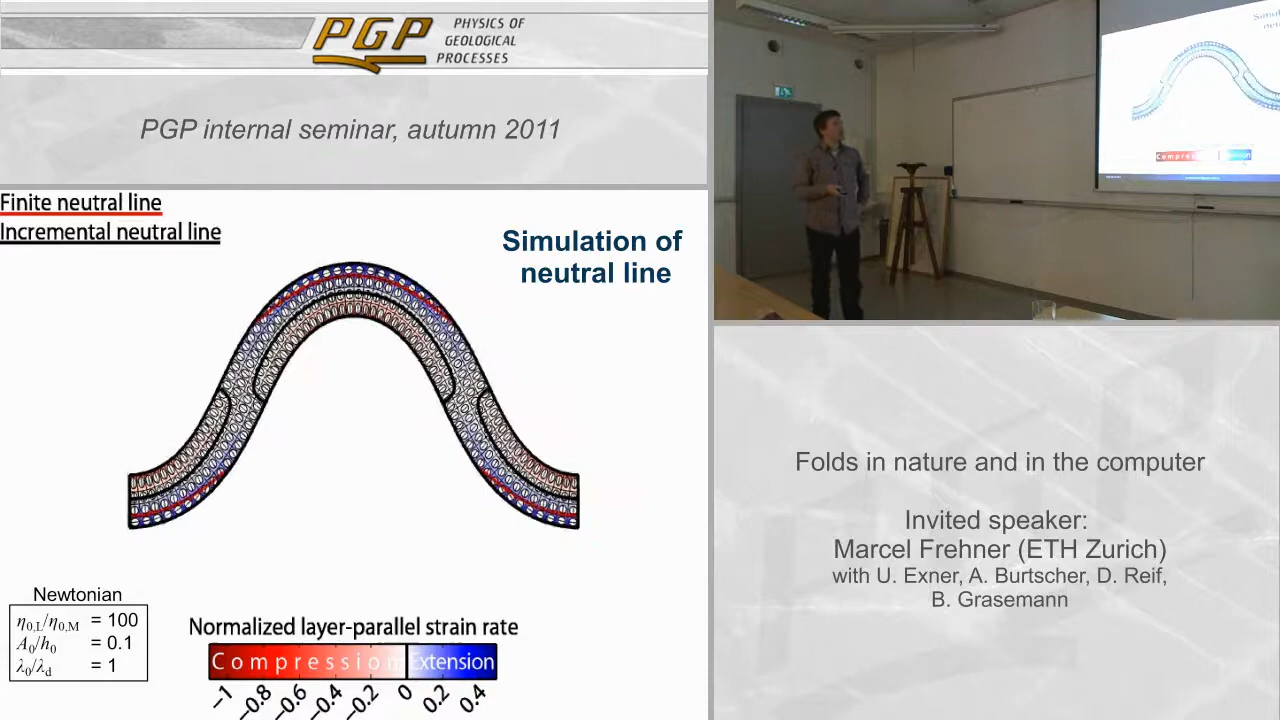 PGP
PHYSICS OF
GEOLOGICAL
PROCESSES
PGP internal seminar, autumn 2011
Finite neutral line
Incremental neutral line
Simulation of
neutral line
Newtonian
η0,L/η0,M = 100
A0/h0 = 0.1
λ0/λd = 1
Normalized layer-parallel strain rate
Compression Extension
−1 −0.8 −0.6 −0.4 −0.2 0 0.2 0.4
Folds in nature and in the computer
Invited speaker:
Marcel Frehner (ETH Zurich)
with U. Exner, A. Burtscher, D. Reif,
B. Grasemann